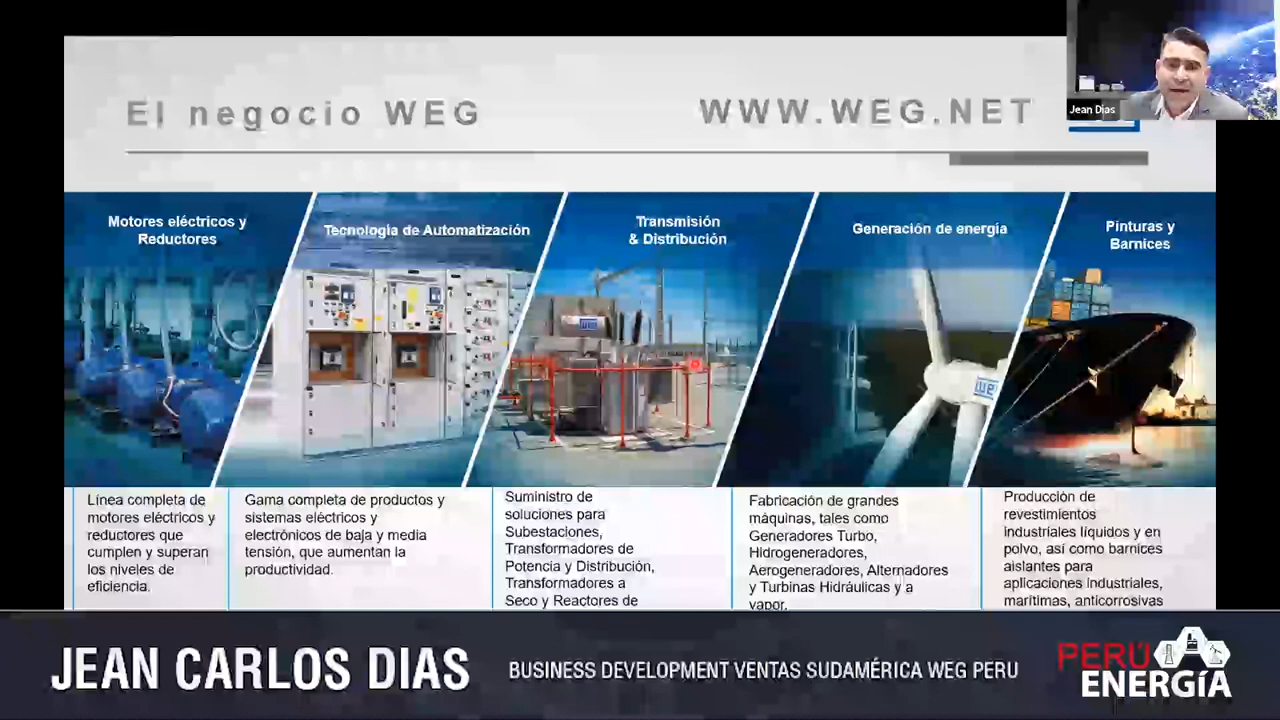 El negocio WEG
WWW.WEG.NET
Jean Dias
Motores eléctricos y
Reductores
Tecnología de Automatización
Transmisión
& Distribución
Generación de energía
Pinturas y
Barnices
Línea completa de
motores eléctricos y
reductores que
cumplen y superan
los niveles de
eficiencia.
Gama completa de productos y
sistemas eléctricos y
electrónicos de baja y media
tensión, que aumentan la
productividad.
Suministro de
soluciones para
Subestaciones,
Transformadores de
Potencia y Distribución,
Transformadores a
Seco y Reactores de
Fabricación de grandes
máquinas, tales como
Generadores Turbo,
Hidrogeneradores,
Aerogeneradores, Alternadores
y Turbinas Hidráulicas y a
vapor.
Producción de
revestimientos
industriales líquidos y en
polvo, así como barnices
aislantes para
aplicaciones industriales,
marítimas, anticorrosivas
JEAN CARLOS DIAS
BUSINESS DEVELOPMENT VENTAS SUDAMÉRICA WEG PERU
PERÚ
ENERGÍA